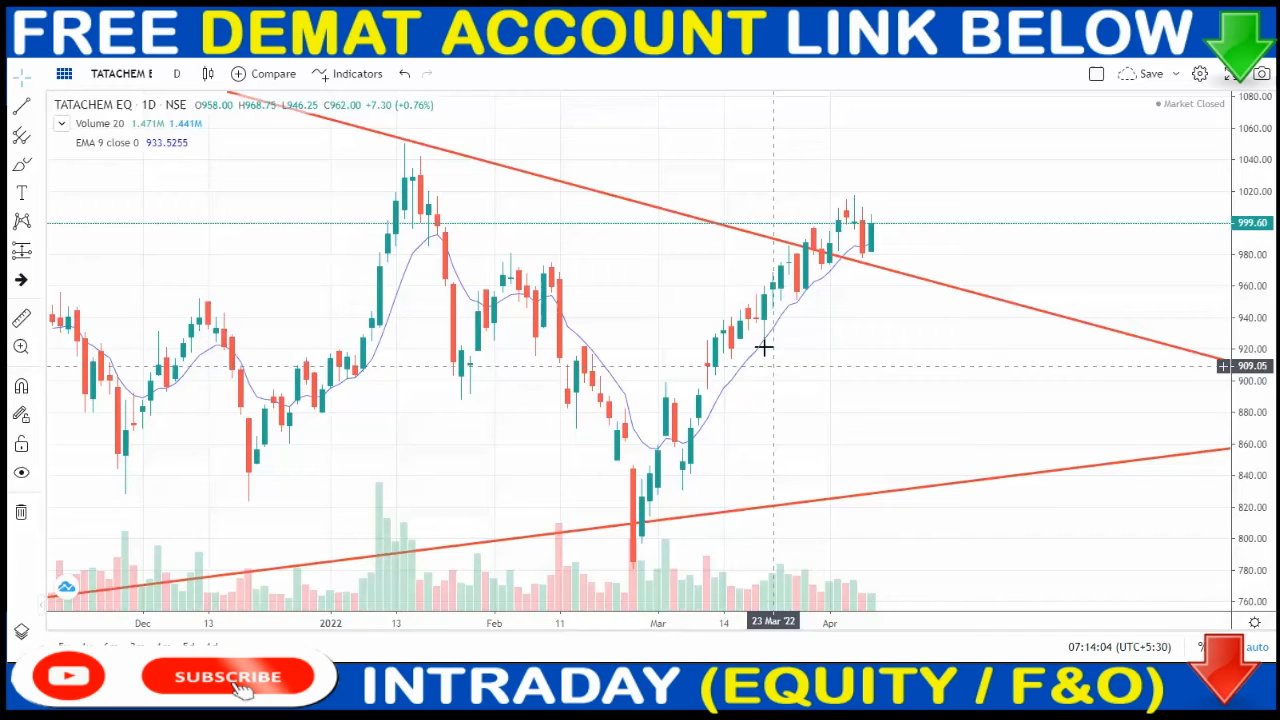 FREE DEMAT ACCOUNT LINK BELOW
TATACHEM E D Compare Indicators Save
TATACHEM EQ · 1D · NSE O958.00 H968.75 L946.25 C962.00 +7.30 (+0.76%)
Market Closed
Volume 20 1.471M 1.441M
EMA 9 close 0 933.5255
1080.00
1060.00
1040.00
1020.00
999.60
980.00
960.00
940.00
920.00
909.05
900.00
880.00
860.00
840.00
820.00
800.00
780.00
760.00
Dec 13 2022 13 Feb 11 Mar 14 23 Mar '22 Apr
07:14:04 (UTC+5:30) % auto
SUBSCRIBE
INTRADAY (EQUITY / F&O)